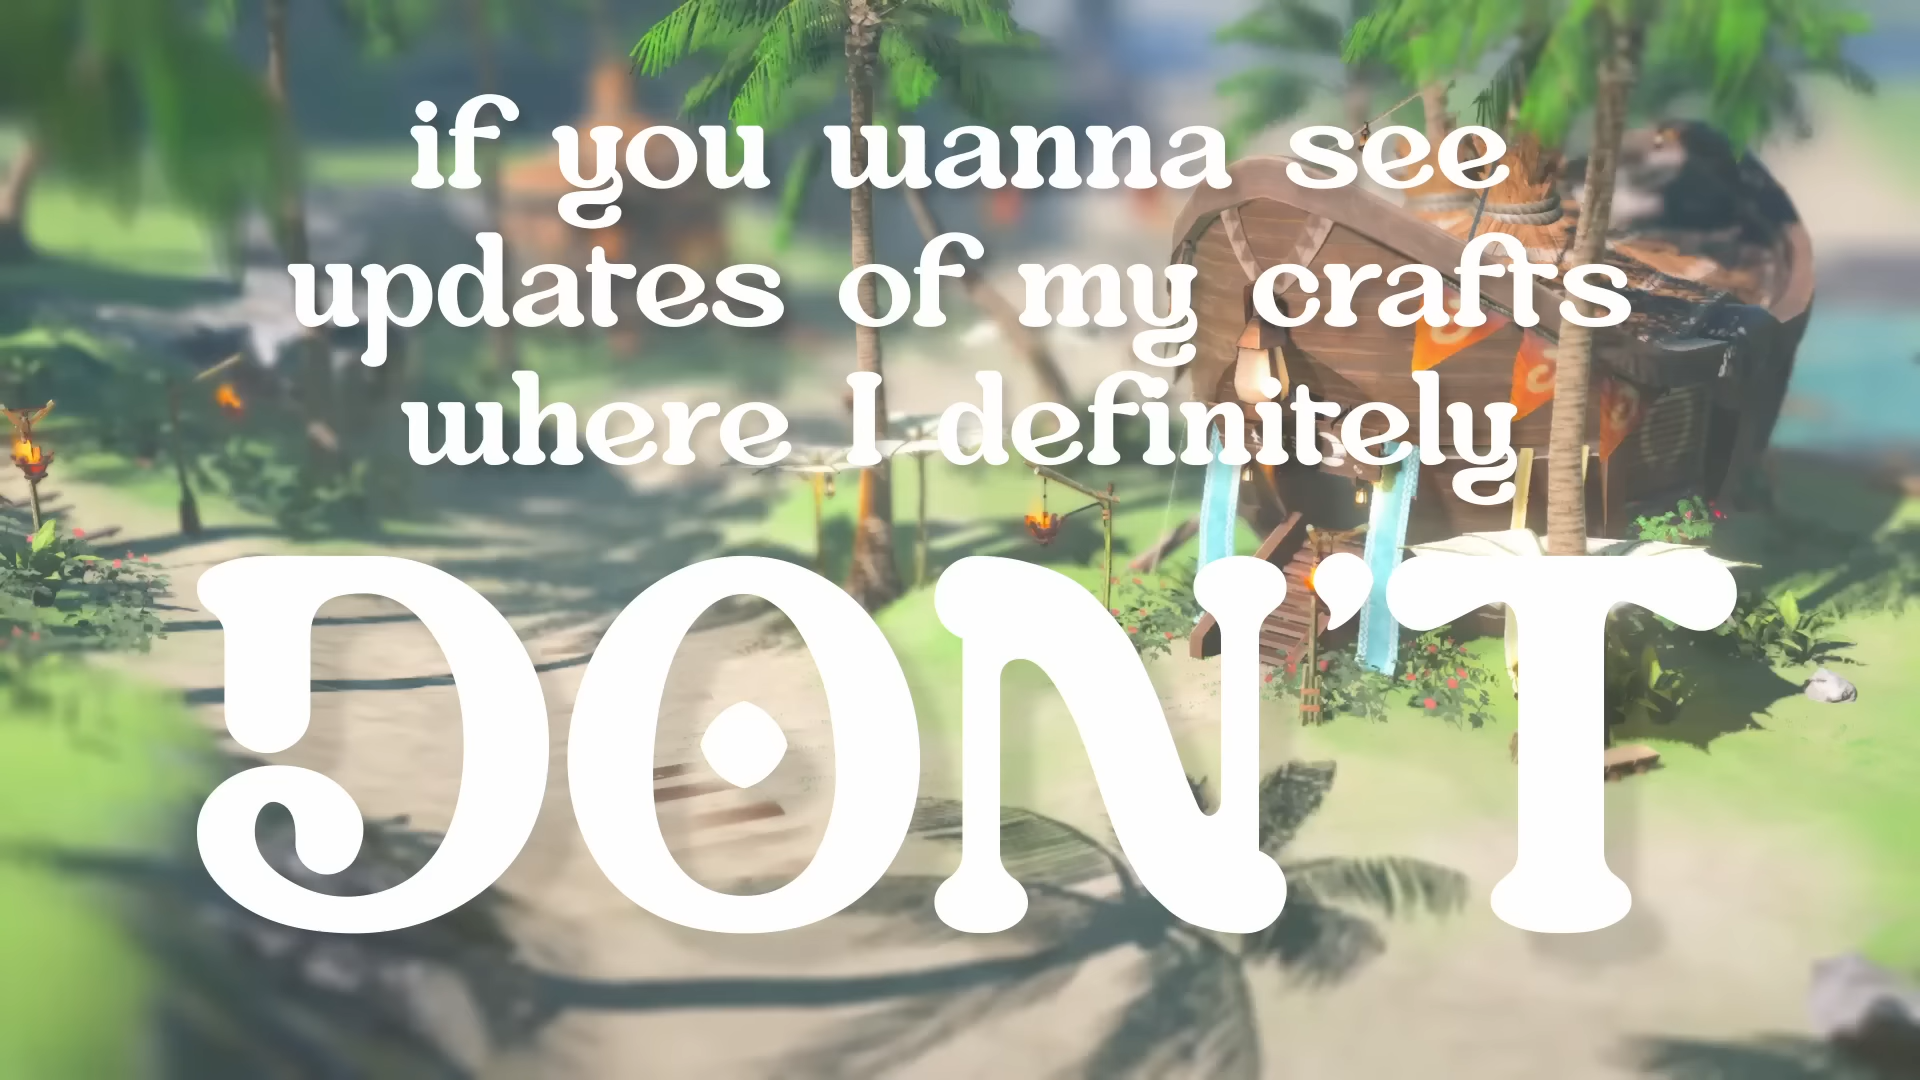 if you wanna see
updates of my crafts
where I definitely
DON'T